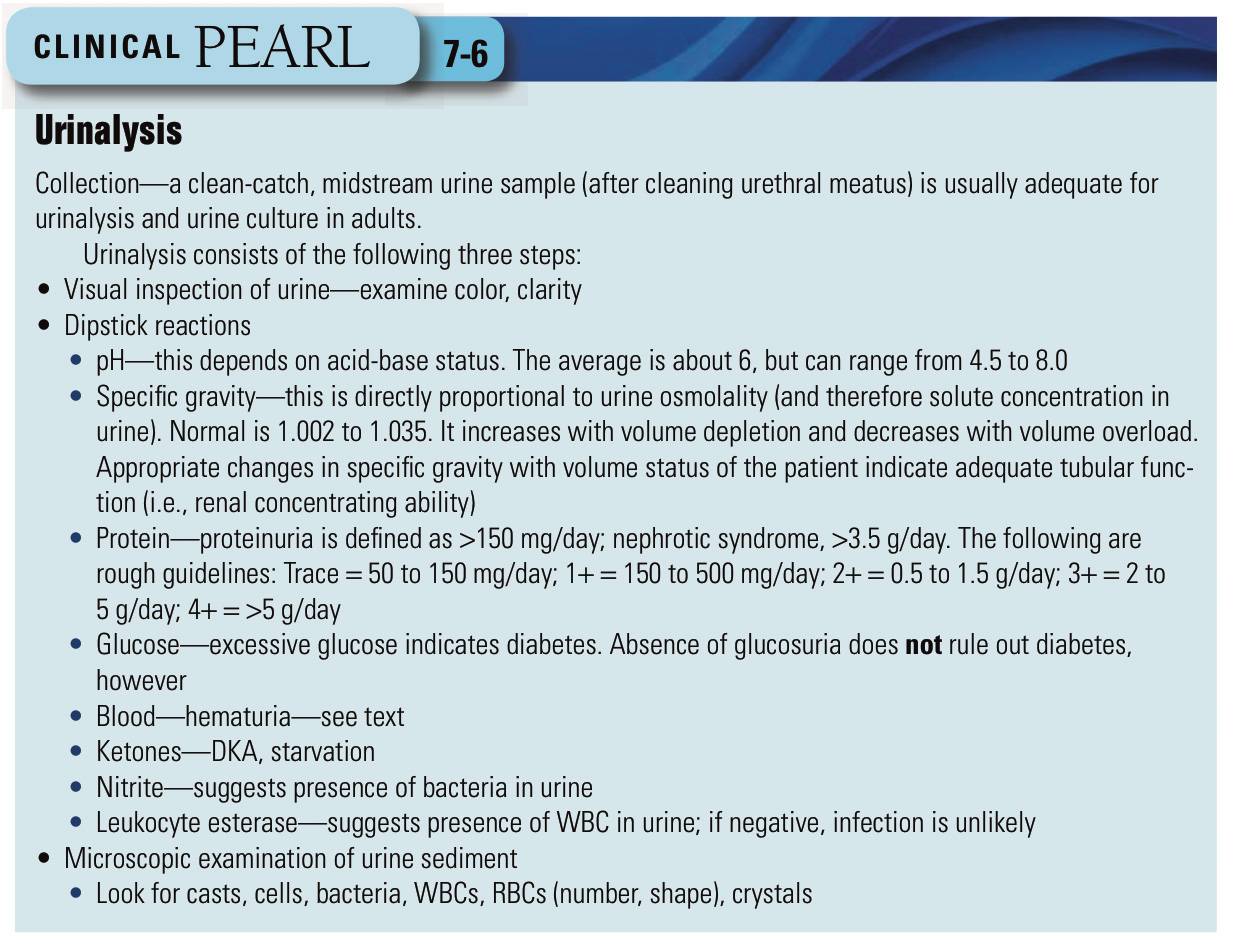 CLINICAL PEARL 7-6
Urinalysis
Collection—a clean-catch, midstream urine sample (after cleaning urethral meatus) is usually adequate for
urinalysis and urine culture in adults.
Urinalysis consists of the following three steps:
• Visual inspection of urine—examine color, clarity
• Dipstick reactions
• pH—this depends on acid-base status. The average is about 6, but can range from 4.5 to 8.0
• Specific gravity—this is directly proportional to urine osmolality (and therefore solute concentration in
urine). Normal is 1.002 to 1.035. It increases with volume depletion and decreases with volume overload.
Appropriate changes in specific gravity with volume status of the patient indicate adequate tubular func-
tion (i.e., renal concentrating ability)
• Protein—proteinuria is defined as >150 mg/day; nephrotic syndrome, >3.5 g/day. The following are
rough guidelines: Trace = 50 to 150 mg/day; 1+ = 150 to 500 mg/day; 2+ = 0.5 to 1.5 g/day; 3+ = 2 to
5 g/day; 4+ = >5 g/day
• Glucose—excessive glucose indicates diabetes. Absence of glucosuria does not rule out diabetes,
however
• Blood—hematuria—see text
• Ketones—DKA, starvation
• Nitrite—suggests presence of bacteria in urine
• Leukocyte esterase—suggests presence of WBC in urine; if negative, infection is unlikely
• Microscopic examination of urine sediment
• Look for casts, cells, bacteria, WBCs, RBCs (number, shape), crystals